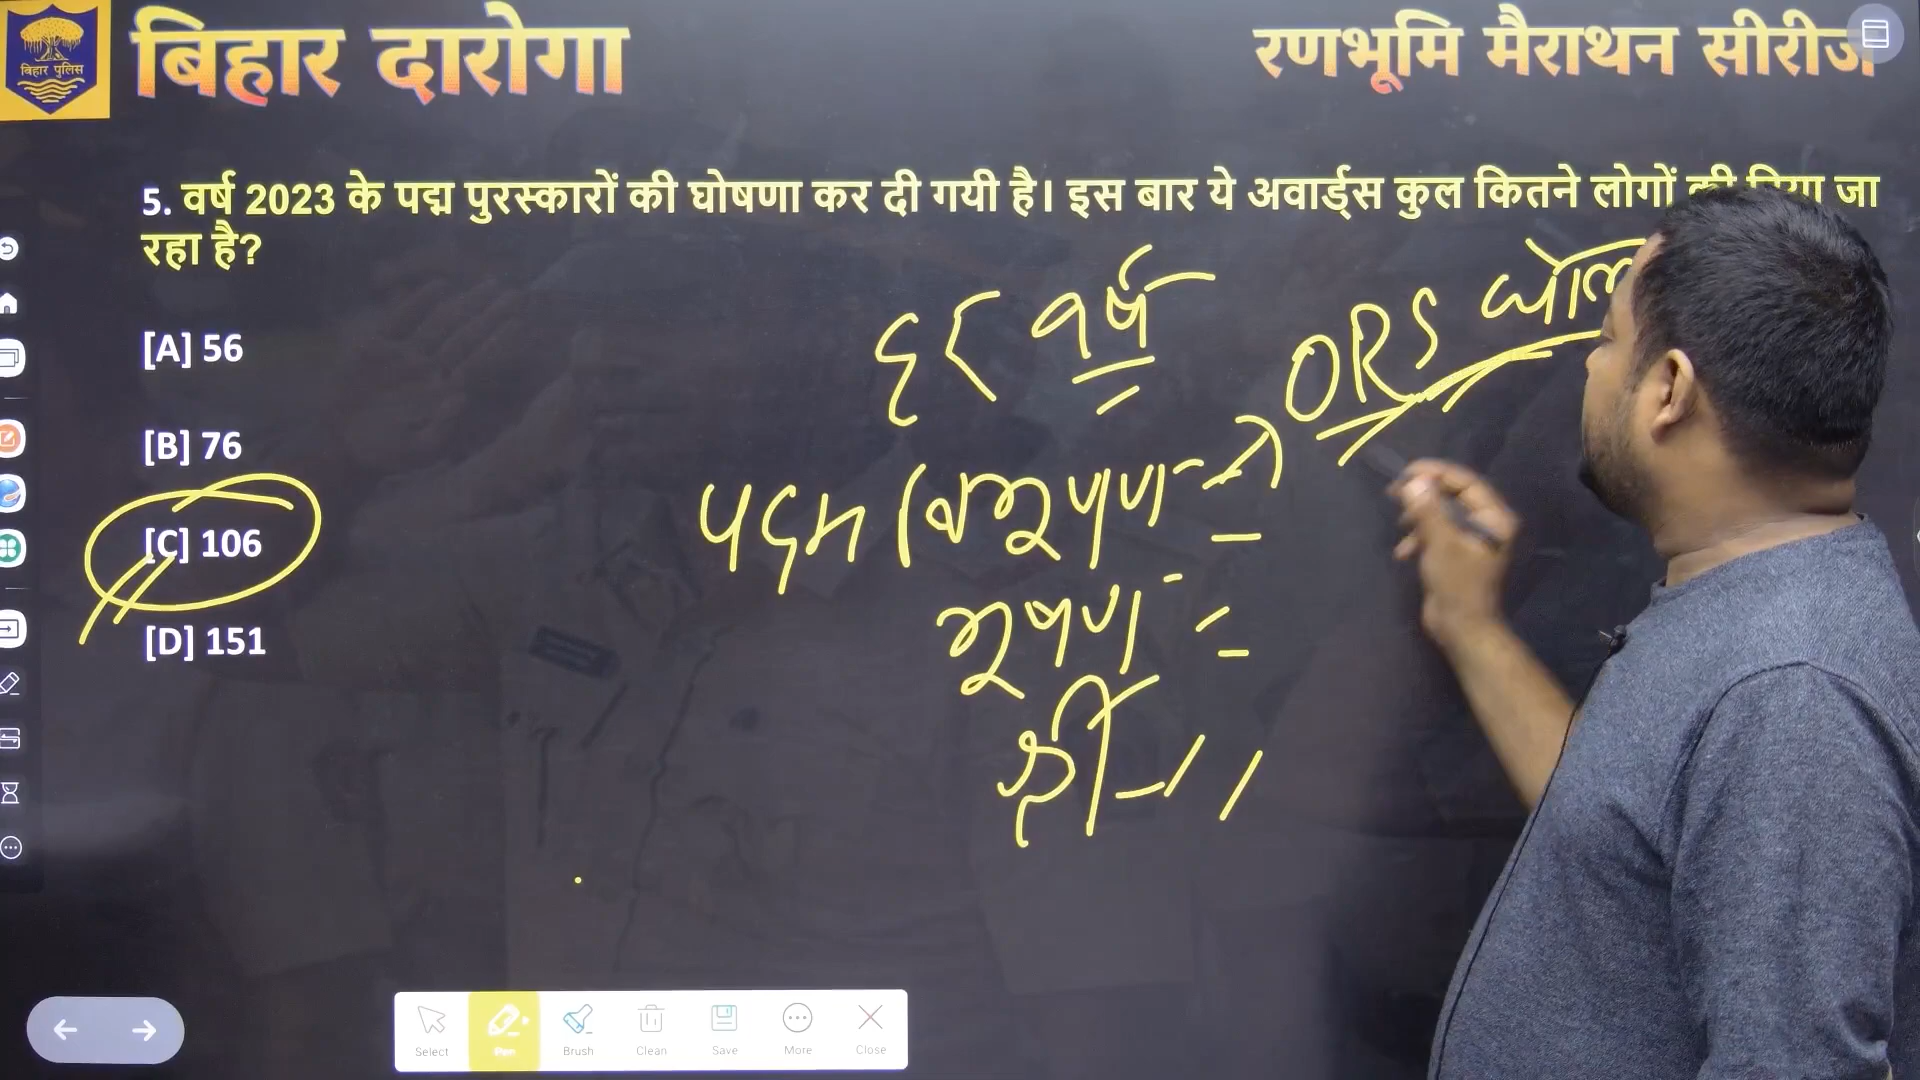 बिहार पुलिस
बिहार दारोगा
रणभूमि मैराथन सीरीज
5. वर्ष 2023 के पद्म पुरस्कारों की घोषणा कर दी गयी है। इस बार ये अवार्ड्स कुल कितने लोगों की दिया जा
रहा है?
[A] 56
[B] 76
[C] 106
[D] 151
हर वर्ष
ORS घोल
पद्म विभूषण
भूषण
श्री
Select
Pen
Brush
Clean
Save
More
Close